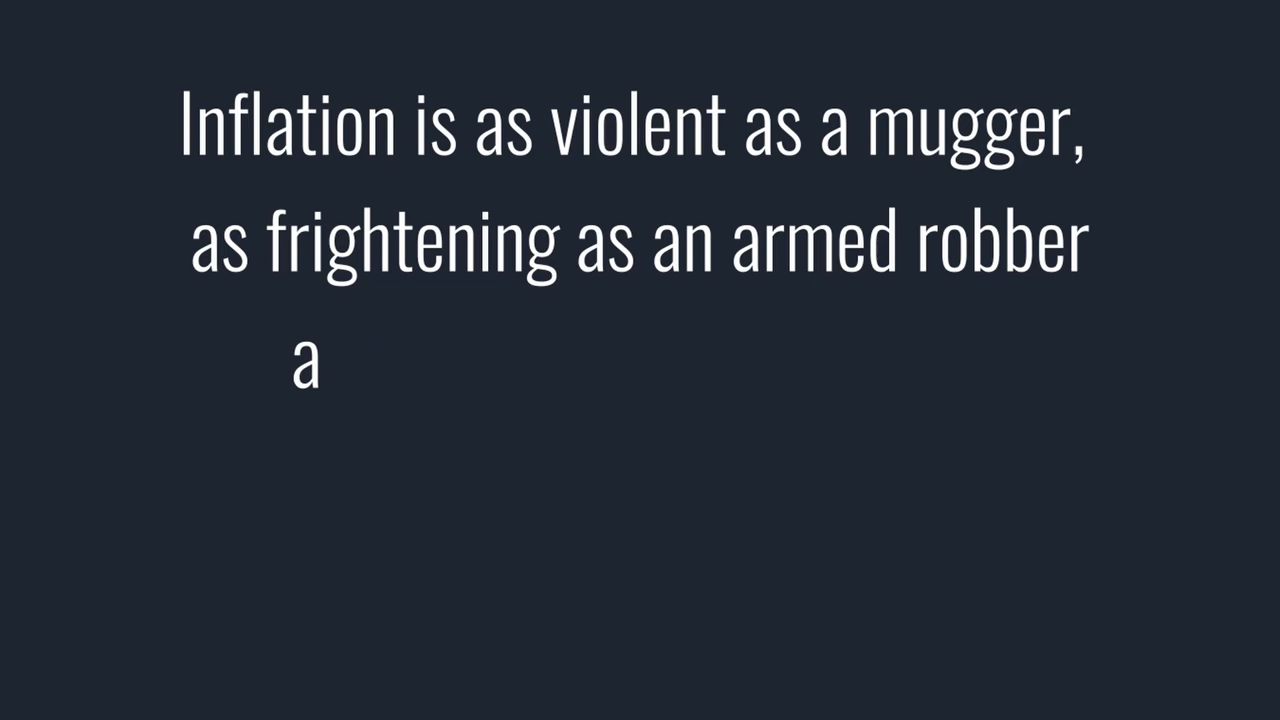 Inflation is as violent as a mugger,
as frightening as an armed robber
a